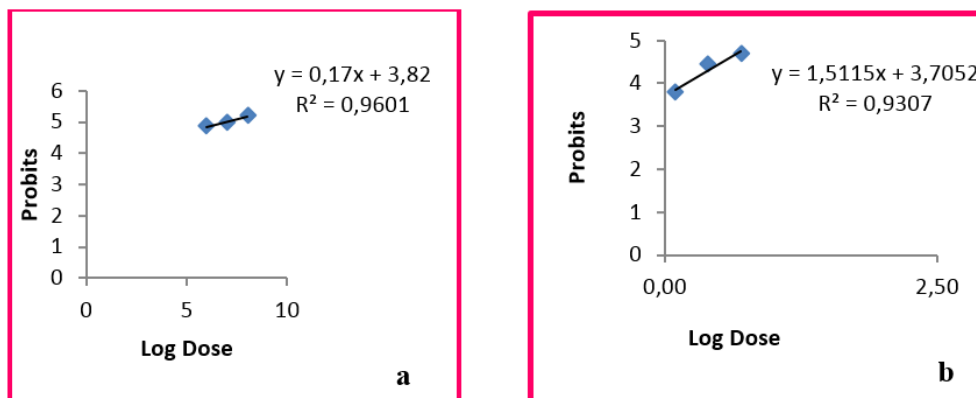 y = 0,17x + 3,82
R² = 0,9601
6
5
4
3
2
1
0
Probits
0 5 10
Log Dose
a
y = 1,5115x + 3,7052
R² = 0,9307
5
4
3
2
1
0
Probits
0,00 2,50
Log Dose
b